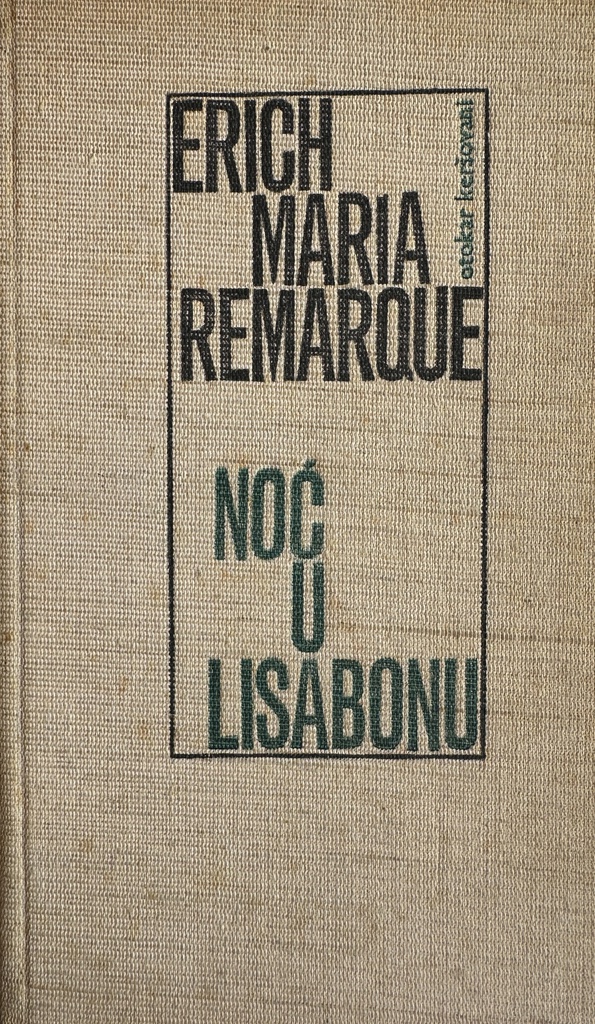 ERICH
MARIA
REMARQUE
otokar keršovani
NOĆ
U
LISABONU